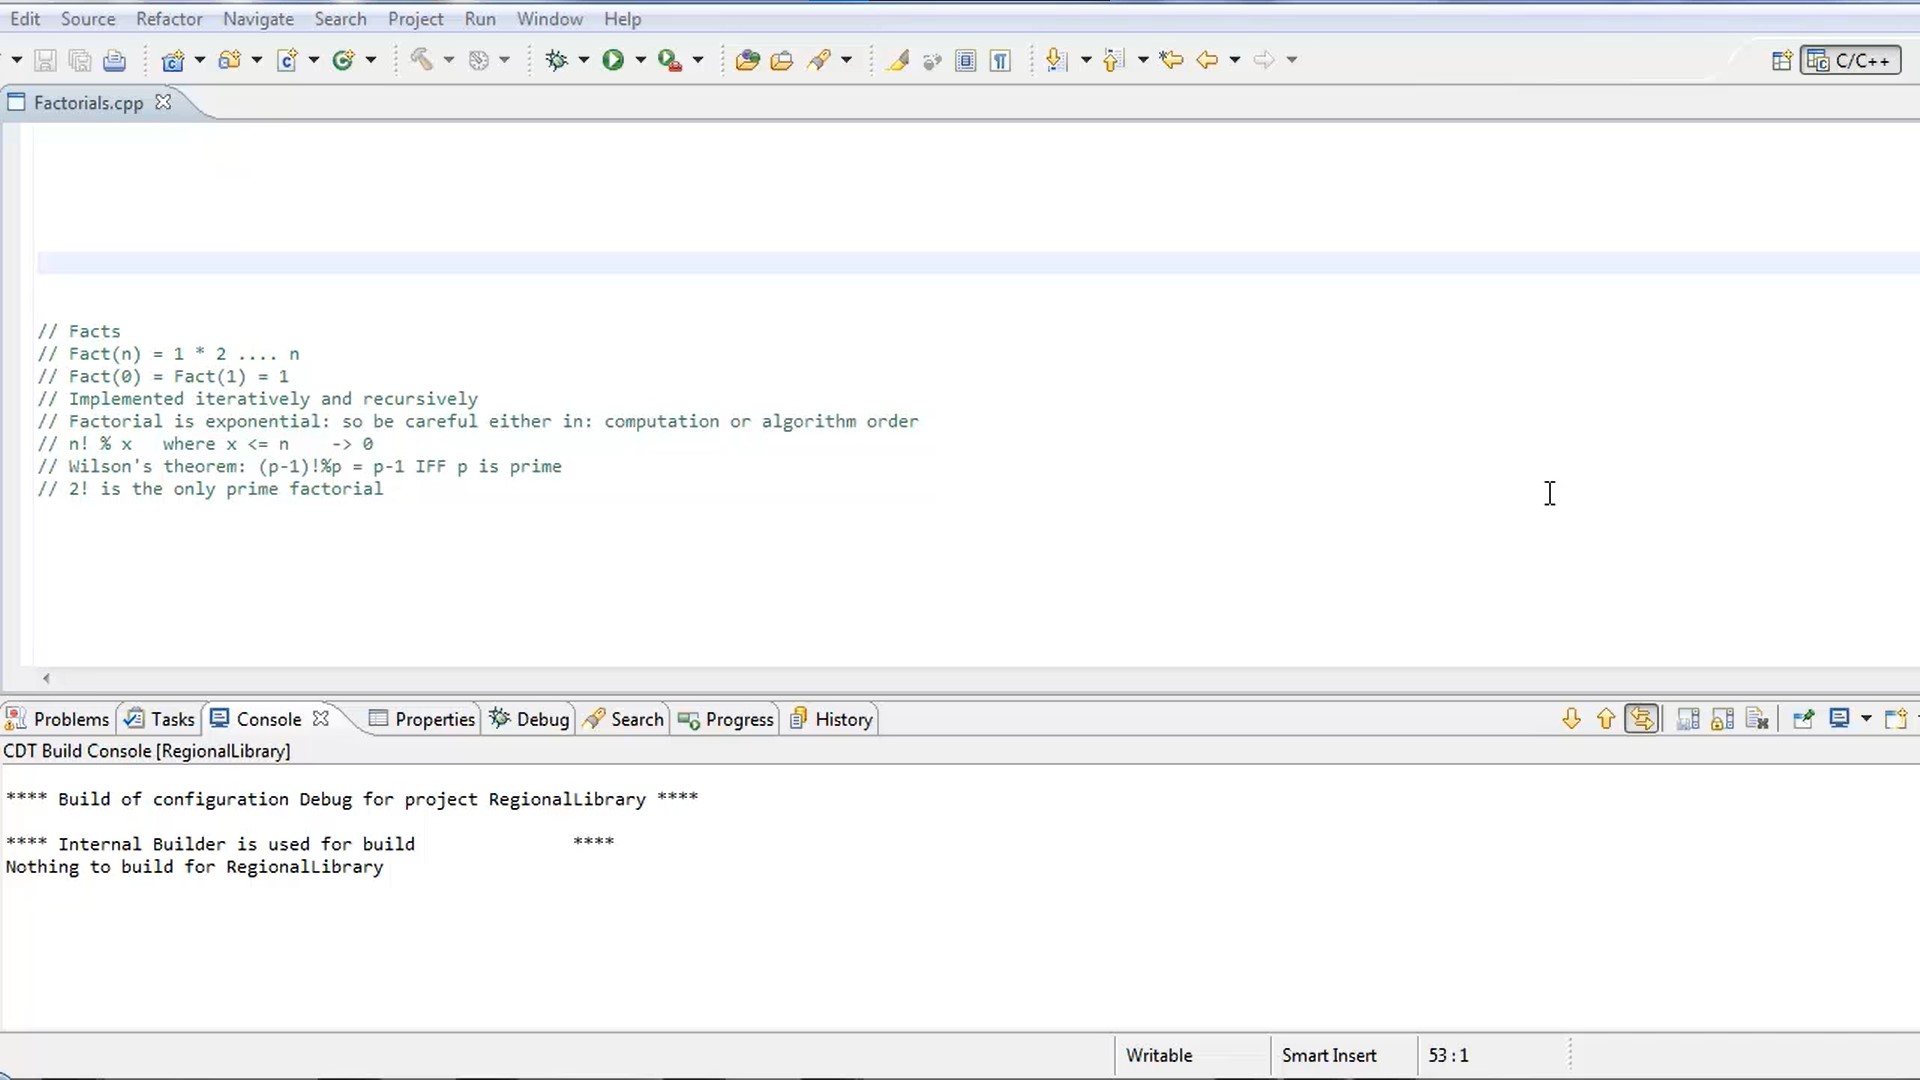 Edit Source Refactor Navigate Search Project Run Window Help
C/C++
Factorials.cpp
// Facts
// Fact(n) = 1 * 2 .... n
// Fact(0) = Fact(1) = 1
// Implemented iteratively and recursively
// Factorial is exponential: so be careful either in: computation or algorithm order
// n! % x   where x <= n    -> 0
// Wilson's theorem: (p-1)!%p = p-1 IFF p is prime
// 2! is the only prime factorial
Problems Tasks Console Properties Debug Search Progress History
CDT Build Console [RegionalLibrary]
**** Build of configuration Debug for project RegionalLibrary ****
**** Internal Builder is used for build               ****
Nothing to build for RegionalLibrary
Writable Smart Insert 53 : 1